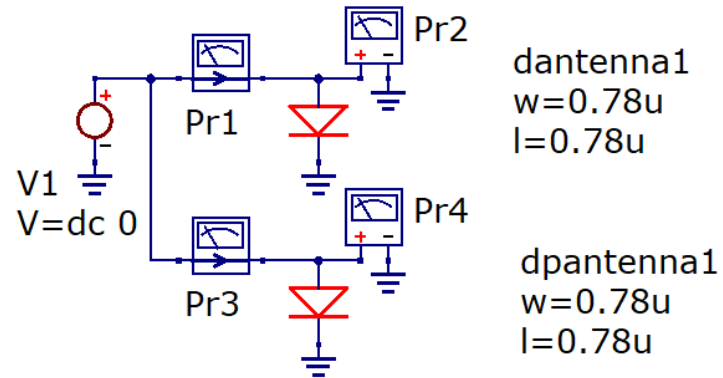 Pr2
dantenna1
w=0.78u
l=0.78u
+ −
+
Pr1
−
V1
V=dc 0
Pr4
+ −
dpantenna1
w=0.78u
l=0.78u
Pr3